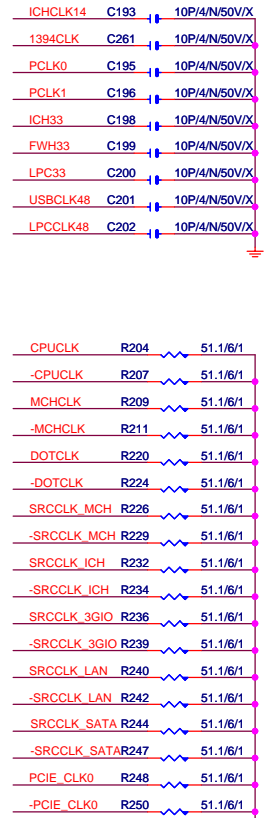 ICHCLK14 C193 10P/4/N/50V/X
1394CLK C261 10P/4/N/50V/X
PCLK0 C195 10P/4/N/50V/X
PCLK1 C196 10P/4/N/50V/X
ICH33 C198 10P/4/N/50V/X
FWH33 C199 10P/4/N/50V/X
LPC33 C200 10P/4/N/50V/X
USBCLK48 C201 10P/4/N/50V/X
LPCCLK48 C202 10P/4/N/50V/X
CPUCLK R204 51.1/6/1
-CPUCLK R207 51.1/6/1
MCHCLK R209 51.1/6/1
-MCHCLK R211 51.1/6/1
DOTCLK R220 51.1/6/1
-DOTCLK R224 51.1/6/1
SRCCLK_MCH R226 51.1/6/1
-SRCCLK_MCH R229 51.1/6/1
SRCCLK_ICH R232 51.1/6/1
-SRCCLK_ICH R234 51.1/6/1
SRCCLK_3GIO R236 51.1/6/1
-SRCCLK_3GIO R239 51.1/6/1
SRCCLK_LAN R240 51.1/6/1
-SRCCLK_LAN R242 51.1/6/1
SRCCLK_SATA R244 51.1/6/1
-SRCCLK_SATA R247 51.1/6/1
PCIE_CLK0 R248 51.1/6/1
-PCIE_CLK0 R250 51.1/6/1